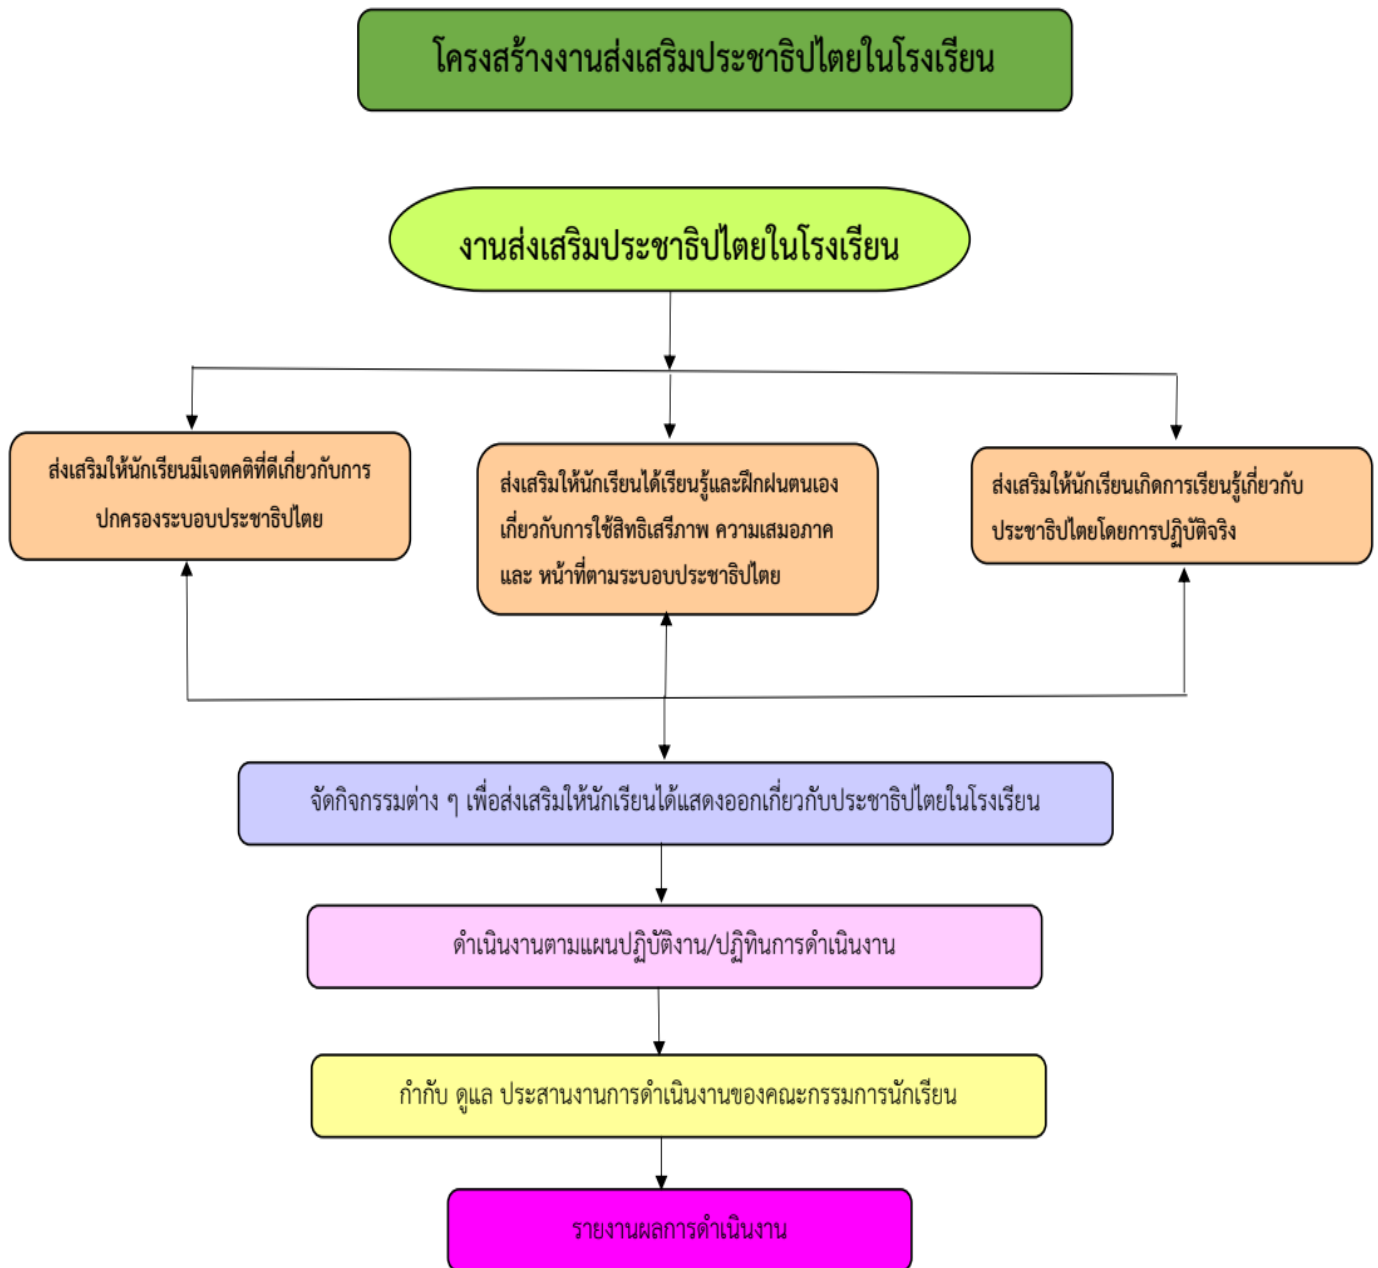 โครงสร้างงานส่งเสริมประชาธิปไตยในโรงเรียน
งานส่งเสริมประชาธิปไตยในโรงเรียน
ส่งเสริมให้นักเรียนมีเจตคติที่ดีเกี่ยวกับการ
ปกครองระบอบประชาธิปไตย
ส่งเสริมให้นักเรียนได้เรียนรู้และฝึกฝนตนเอง
เกี่ยวกับการใช้สิทธิเสรีภาพ ความเสมอภาค
และ หน้าที่ตามระบอบประชาธิปไตย
ส่งเสริมให้นักเรียนเกิดการเรียนรู้เกี่ยวกับ
ประชาธิปไตยโดยการปฏิบัติจริง
จัดกิจกรรมต่าง ๆ เพื่อส่งเสริมให้นักเรียนได้แสดงออกเกี่ยวกับประชาธิปไตยในโรงเรียน
ดำเนินงานตามแผนปฏิบัติงาน/ปฏิทินการดำเนินงาน
กำกับ ดูแล ประสานงานการดำเนินงานของคณะกรรมการนักเรียน
รายงานผลการดำเนินงาน